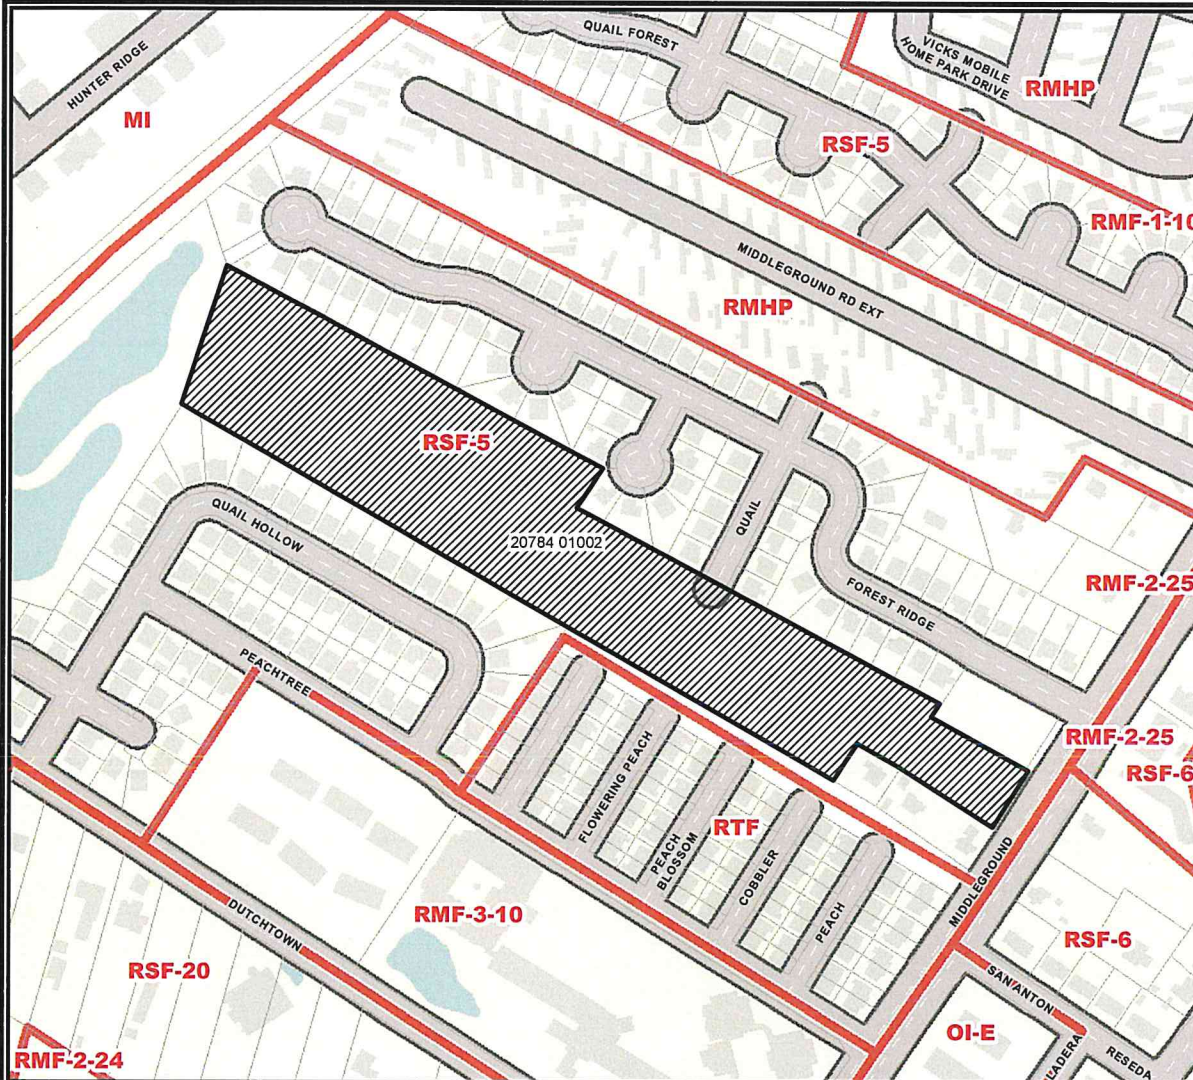 QUAIL FOREST
VICKS MOBILE
HOME PARK DRIVE
HUNTER RIDGE
RMHP
MI
RSF-5
RMF-1-10
MIDDLEGROUND RD EXT
RMHP
RSF-5
QUAIL HOLLOW
QUAIL
20784 01002
FOREST RIDGE
RMF-2-25
PEACHTREE
RMF-2-25
RSF-6
FLOWERING PEACH
PEACH
BLOSSOM
RTF
COBBLER
PEACH
MIDDLEGROUND
DUTCHTOWN
RMF-3-10
RSF-6
RSF-20
SAN ANTON
OI-E
RESEDA
RMF-2-24